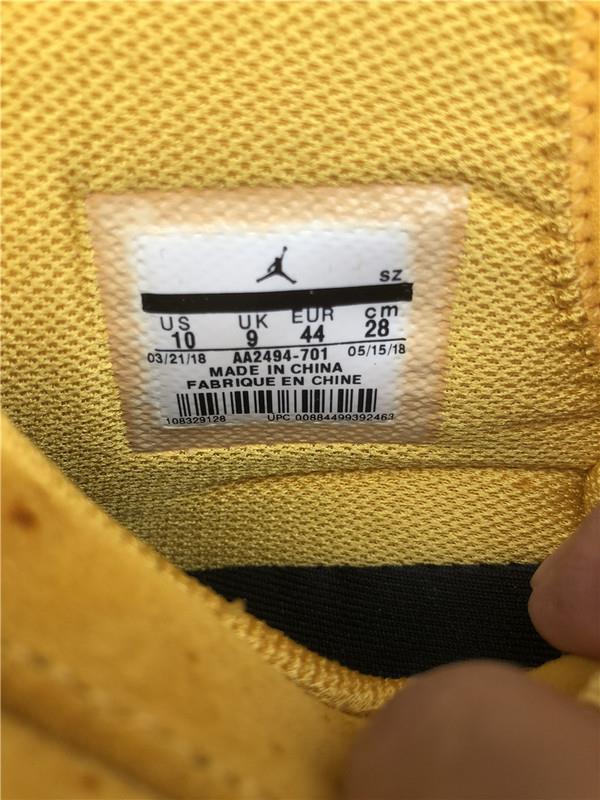 SZ
US UK EUR cm
10 9 44 28
03/21/18 AA2494-701 05/15/18
MADE IN CHINA
FABRIQUE EN CHINE
108329128 UPC 00884499392463